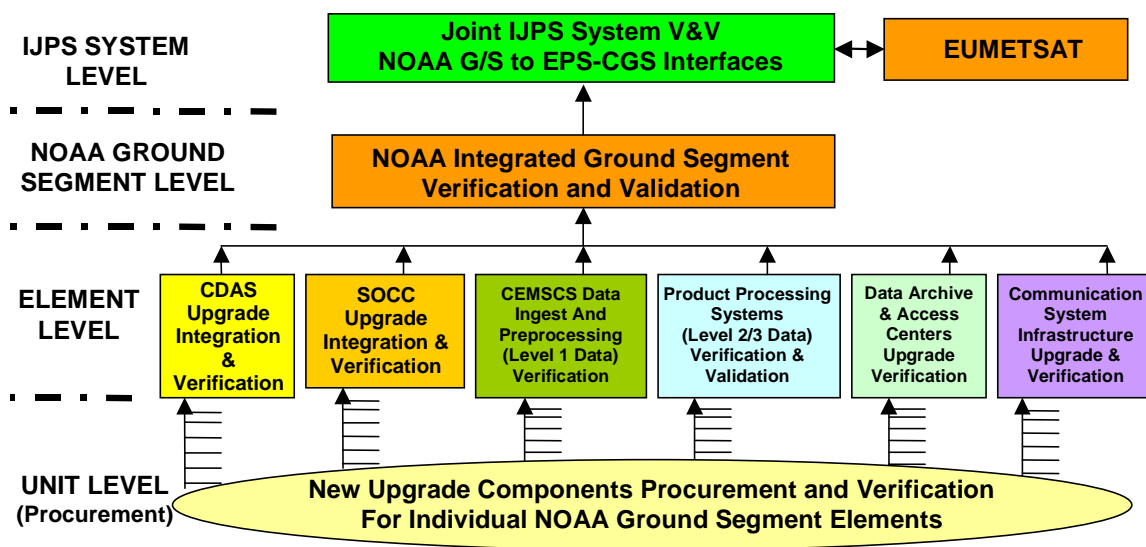 IJPS SYSTEM
LEVEL
Joint IJPS System V&V
NOAA G/S to EPS-CGS Interfaces
EUMETSAT
NOAA GROUND
SEGMENT LEVEL
NOAA Integrated Ground Segment
Verification and Validation
ELEMENT
LEVEL
CDAS
Upgrade
Integration
&
Verification
SOCC
Upgrade
Integration &
Verification
CEMSCS Data
Ingest And
Preprocessing
(Level 1 Data)
Verification
Product Processing
Systems
(Level 2/3 Data)
Verification &
Validation
Data Archive
& Access
Centers
Upgrade
Verification
Communication
System
Infrastructure
Upgrade &
Verification
UNIT LEVEL
(Procurement)
New Upgrade Components Procurement and Verification
For Individual NOAA Ground Segment Elements